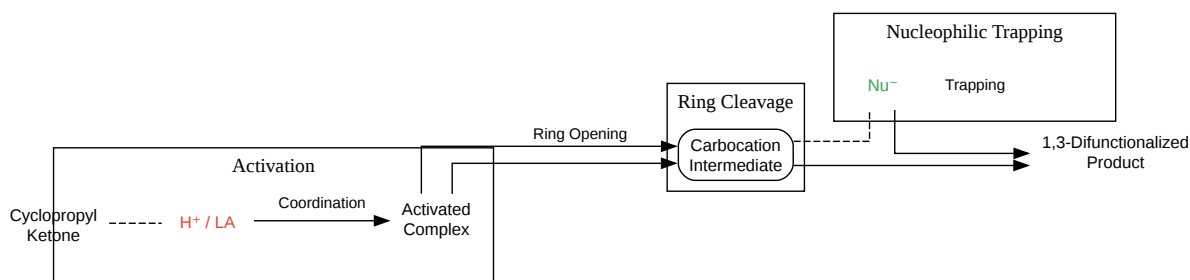 Nucleophilic Trapping
Nu⁻
Trapping
Ring Cleavage
Ring Opening
Carbocation
Intermediate
1,3-Difunctionalized
Product
Activation
Coordination
Cyclopropyl
Ketone
H⁺ / LA
Activated
Complex